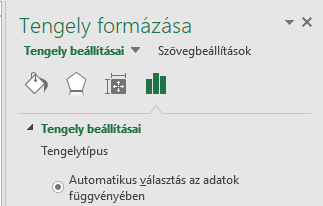 Tengely formázása
Tengely beállításai Szövegbeállítások
Tengely beállításai
Tengelytípus
Automatikus választás az adatok
függvényében